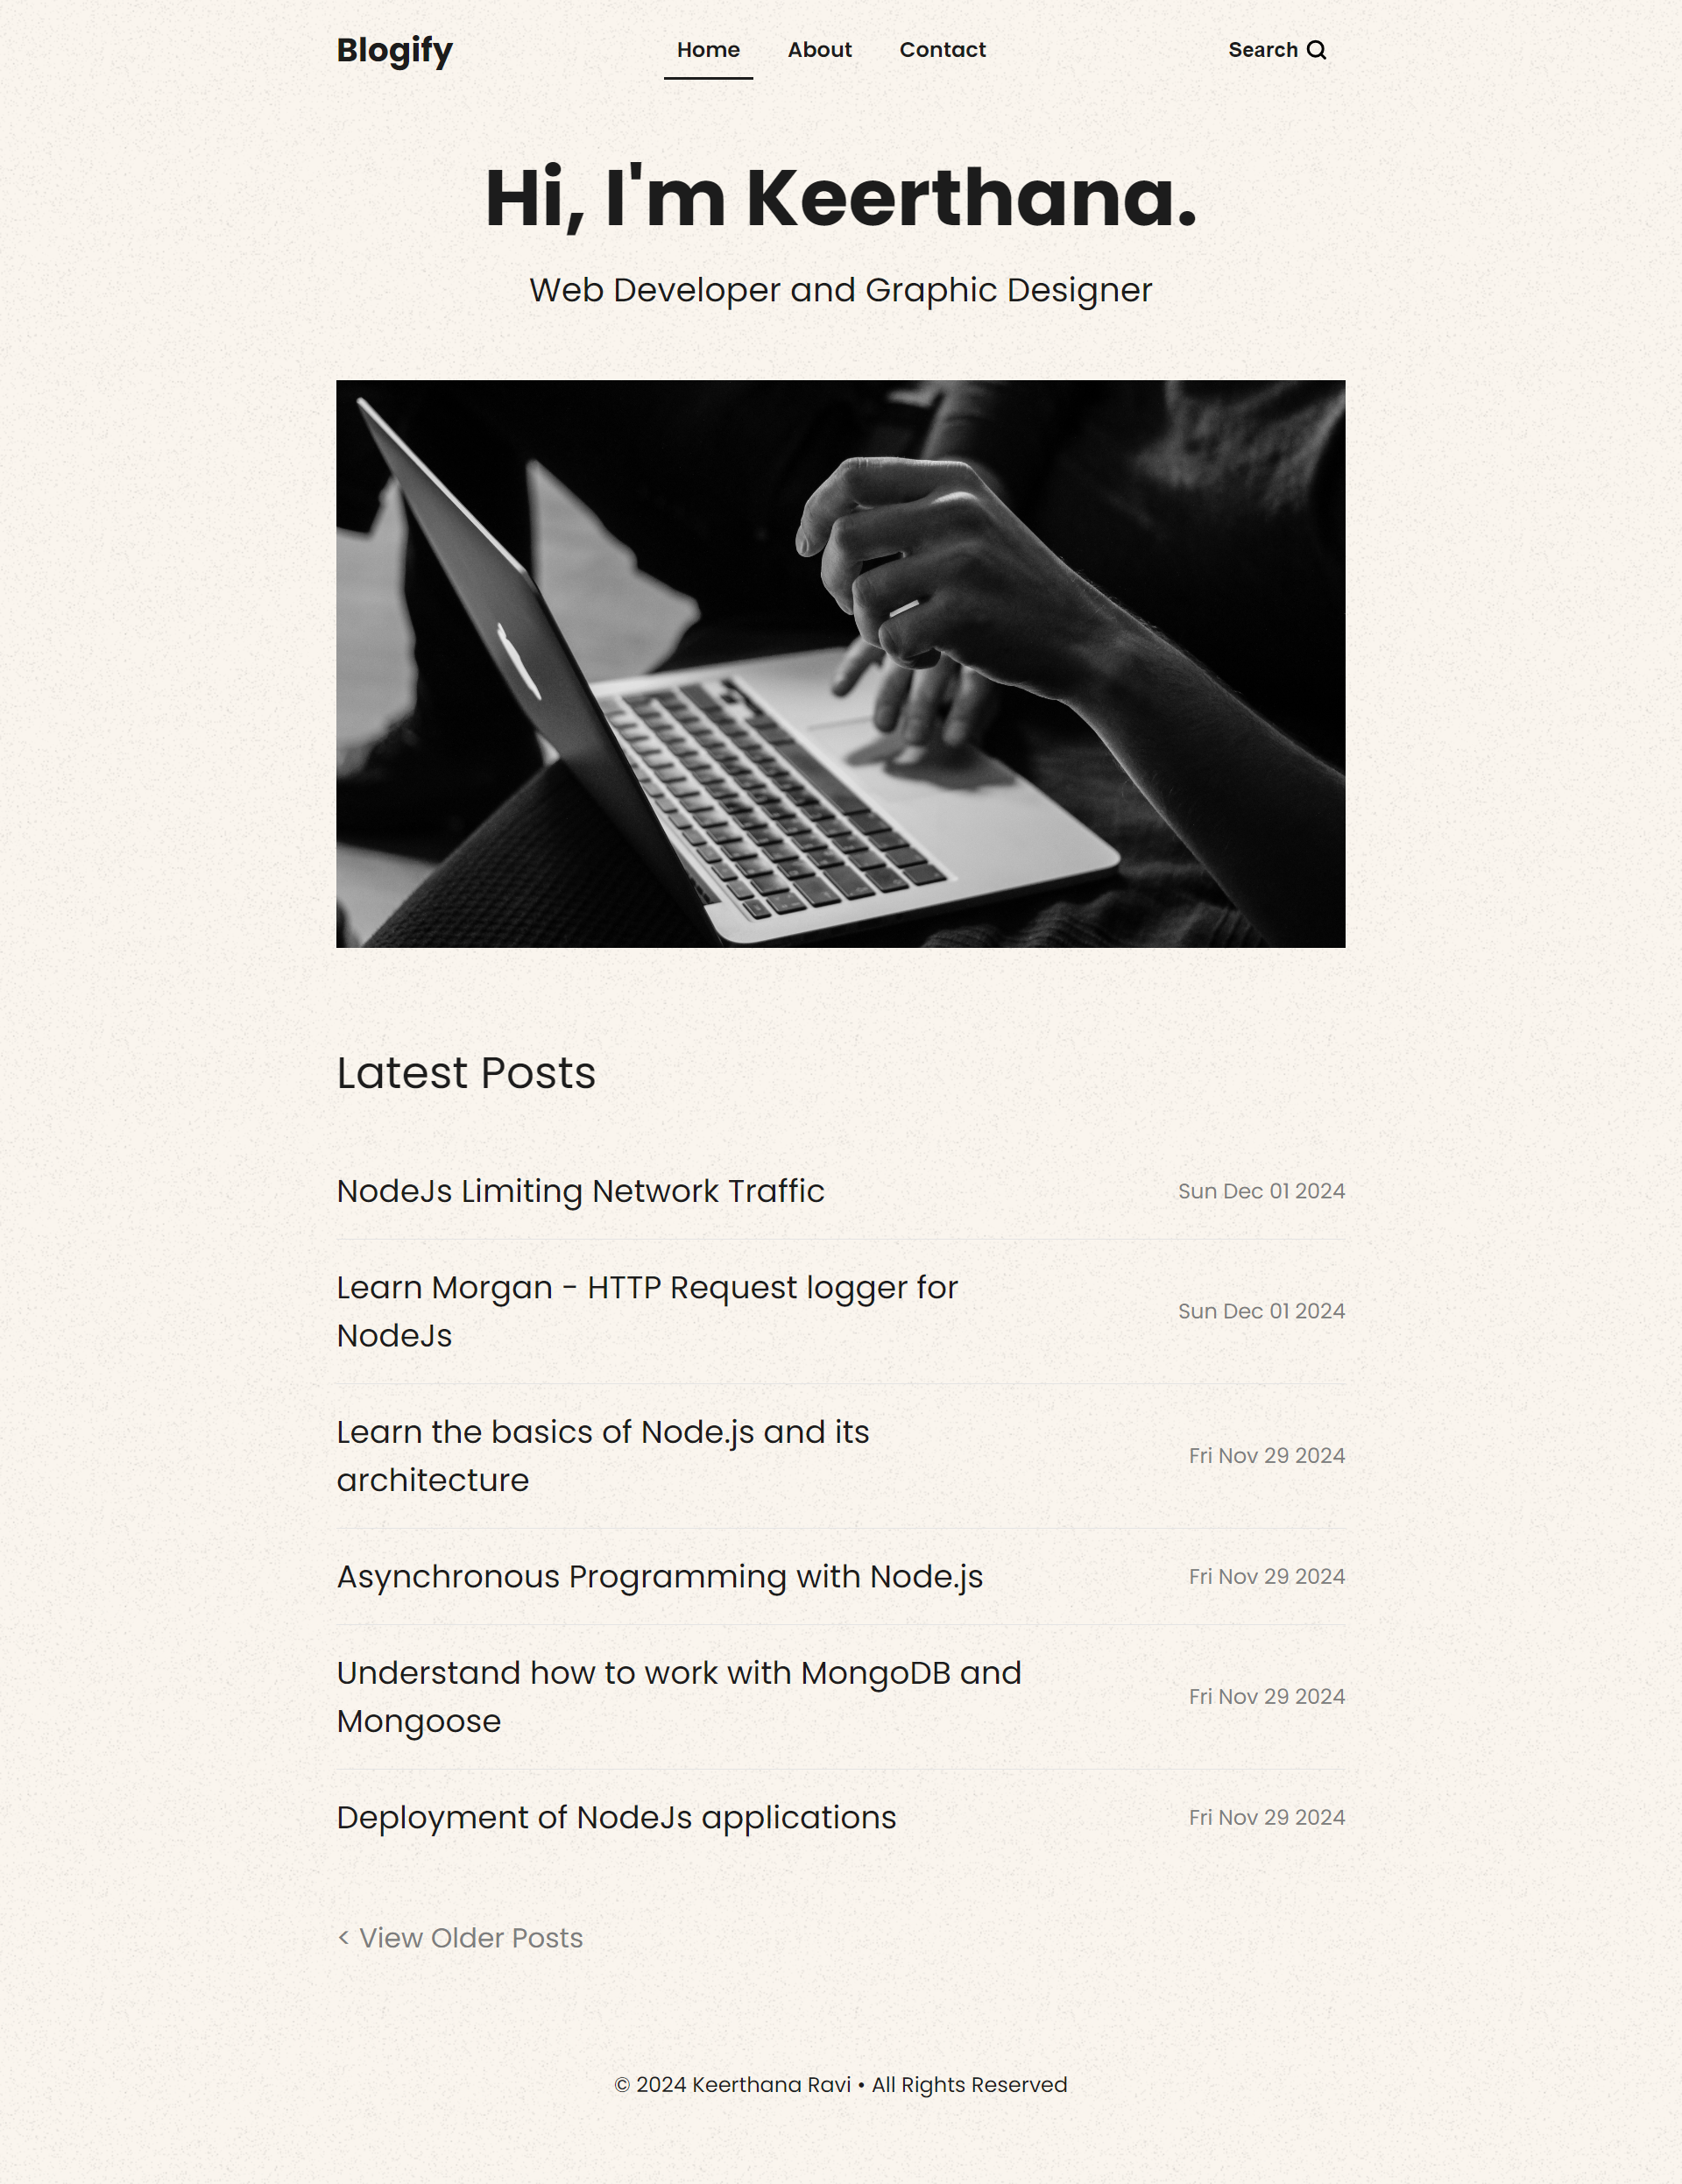 Blogify
Home About Contact
Search
Hi, I'm Keerthana.
Web Developer and Graphic Designer
Latest Posts
NodeJs Limiting Network Traffic
Sun Dec 01 2024
Learn Morgan - HTTP Request logger for
NodeJs
Sun Dec 01 2024
Learn the basics of Node.js and its
architecture
Fri Nov 29 2024
Asynchronous Programming with Node.js
Fri Nov 29 2024
Understand how to work with MongoDB and
Mongoose
Fri Nov 29 2024
Deployment of NodeJs applications
Fri Nov 29 2024
< View Older Posts
© 2024 Keerthana Ravi • All Rights Reserved